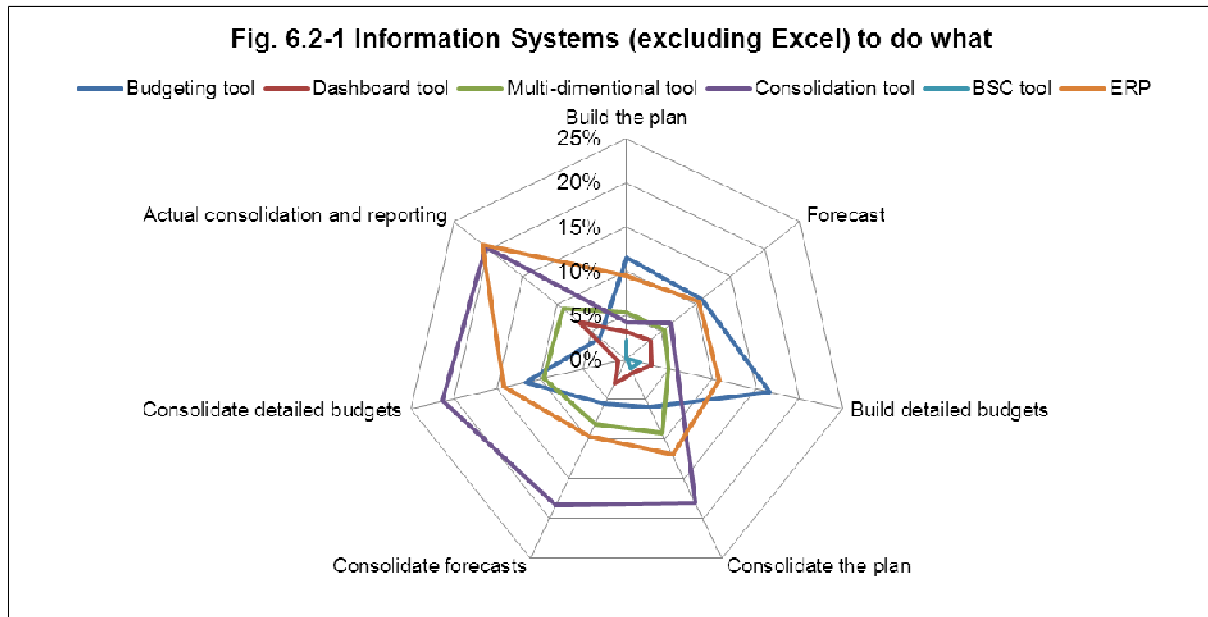 Fig. 6.2-1 Information Systems (excluding Excel) to do what
Budgeting tool Dashboard tool Multi-dimentional tool Consolidation tool BSC tool ERP
Build the plan
25%
20%
Actual consolidation and reporting Forecast
15%
10%
5%
0%
Consolidate detailed budgets Build detailed budgets
Consolidate forecasts Consolidate the plan